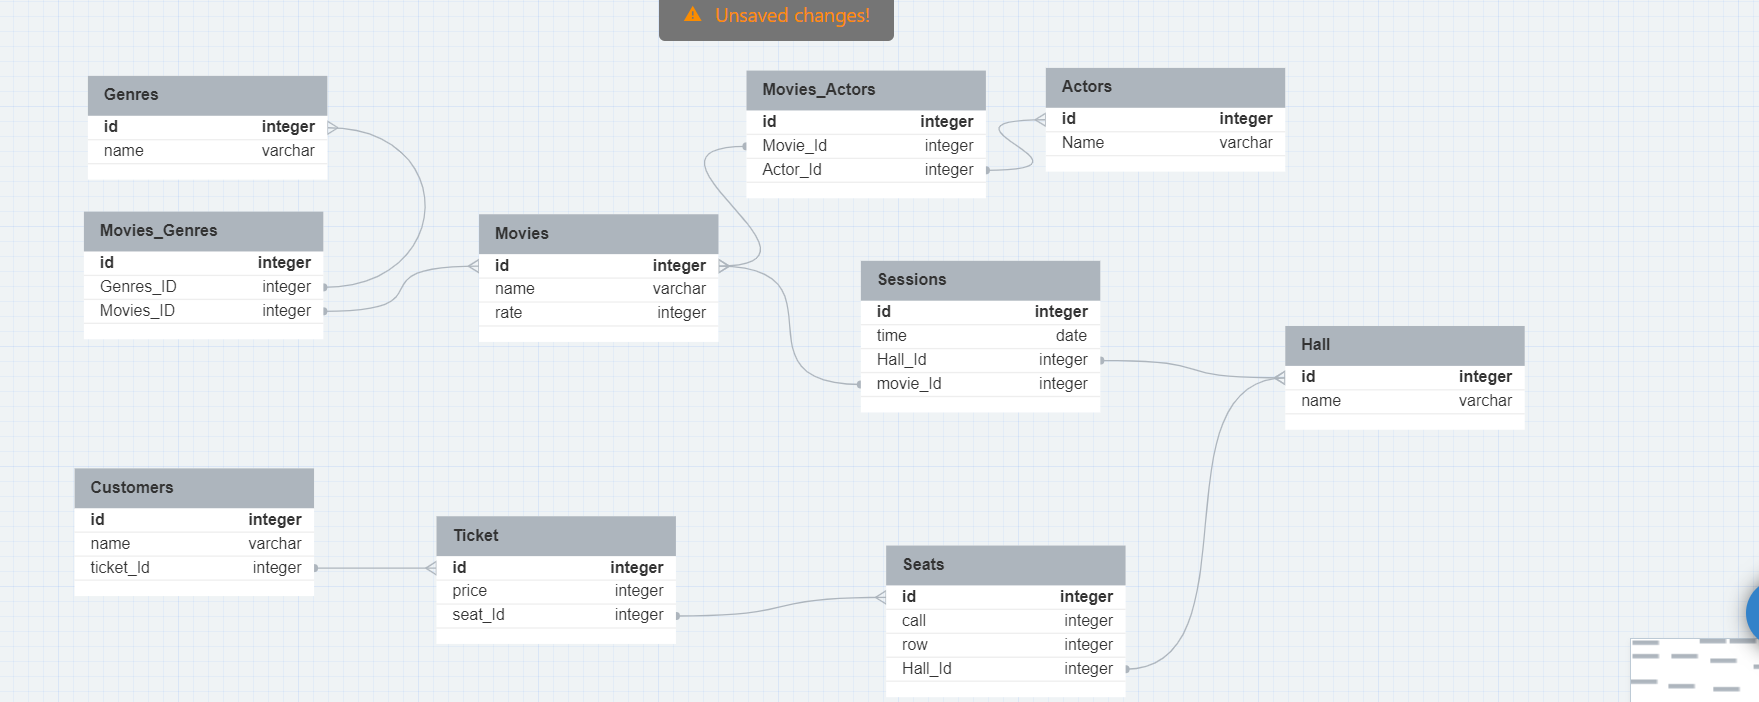 Unsaved changes!
Genres
id integer
name varchar
Movies_Genres
id integer
Genres_ID integer
Movies_ID integer
Movies
id integer
name varchar
rate integer
Movies_Actors
id integer
Movie_Id integer
Actor_Id integer
Actors
id integer
Name varchar
Sessions
id integer
time date
Hall_Id integer
movie_Id integer
Hall
id integer
name varchar
Customers
id integer
name varchar
ticket_Id integer
Ticket
id integer
price integer
seat_Id integer
Seats
id integer
call integer
row integer
Hall_Id integer